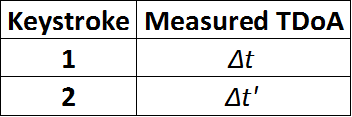 Keystroke Measured TDoA
1 Δt
2 Δt'